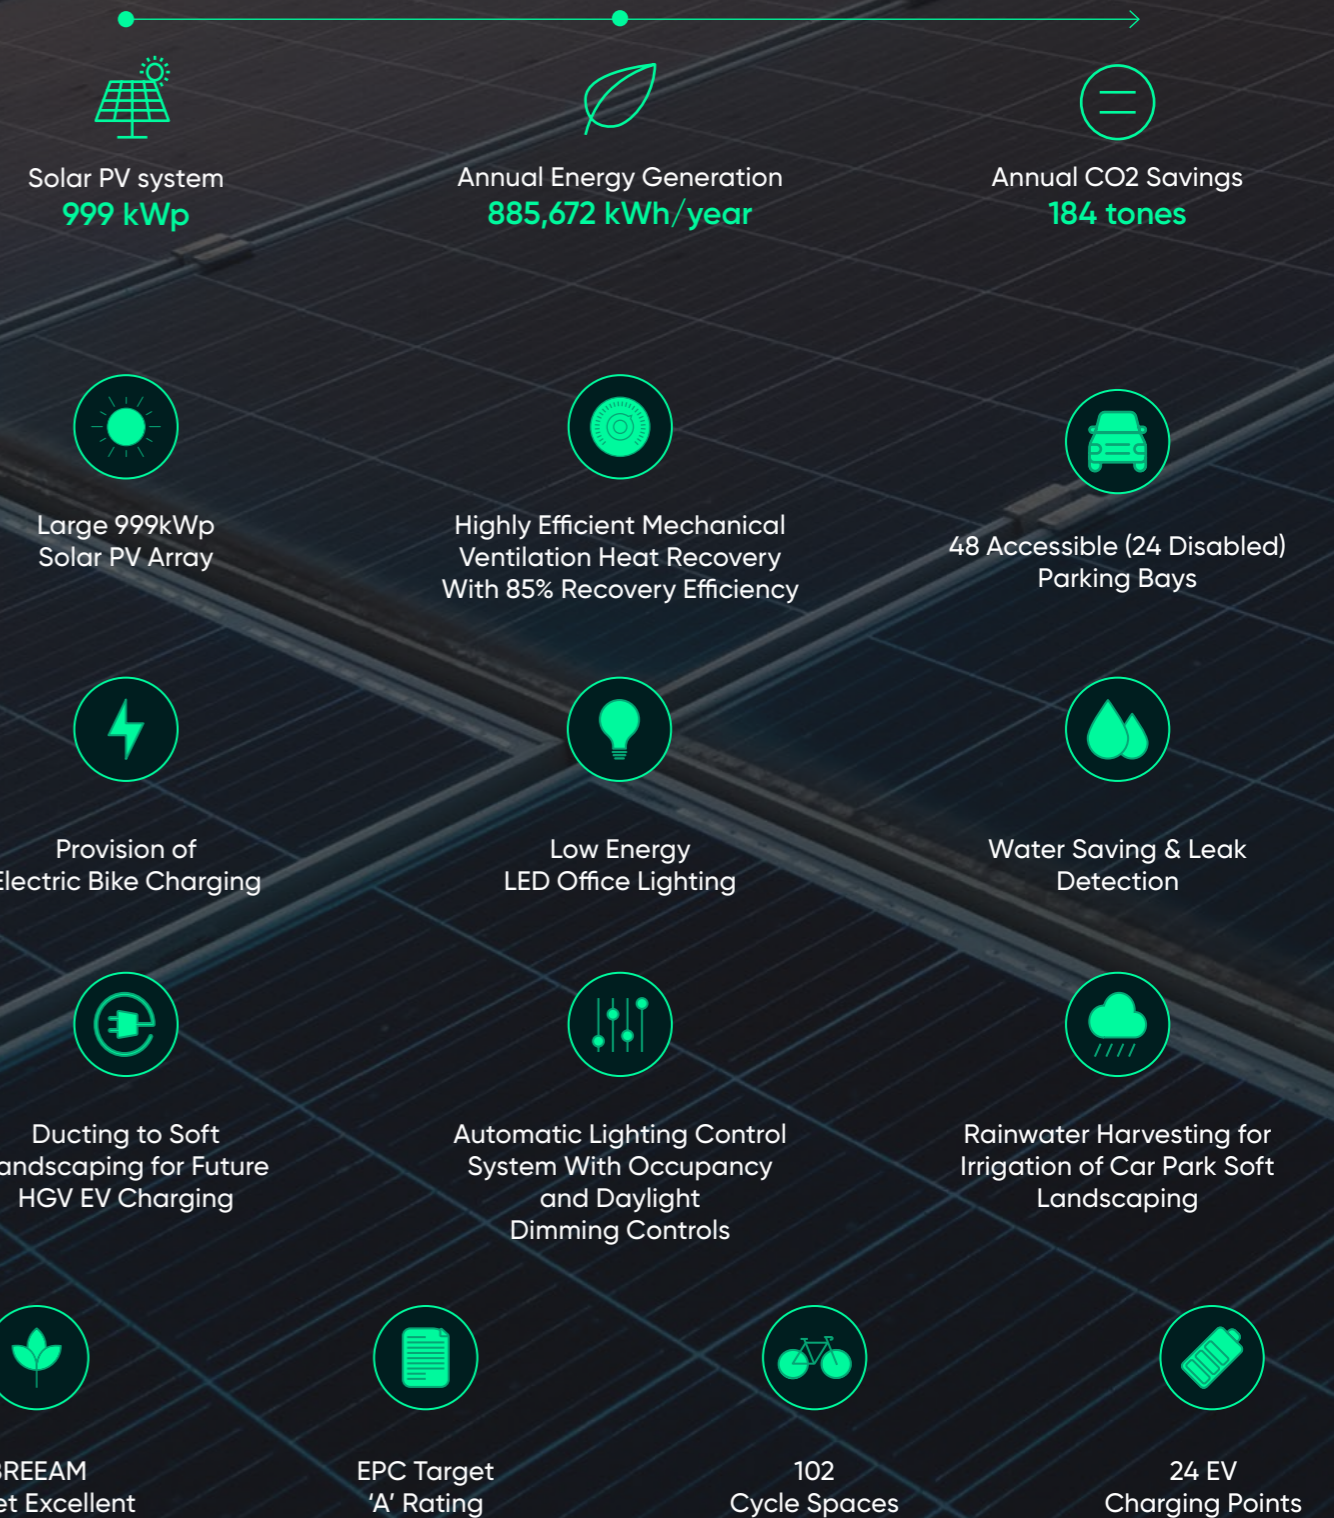 Solar PV system
999 kWp
Annual Energy Generation
885,672 kWh/year
Annual CO2 Savings
184 tones
Large 999kWp
Solar PV Array
Highly Efficient Mechanical
Ventilation Heat Recovery
With 85% Recovery Efficiency
48 Accessible (24 Disabled)
Parking Bays
Provision of
Electric Bike Charging
Low Energy
LED Office Lighting
Water Saving & Leak
Detection
Ducting to Soft
andscaping for Future
HGV EV Charging
Automatic Lighting Control
System With Occupancy
and Daylight
Dimming Controls
Rainwater Harvesting for
Irrigation of Car Park Soft
Landscaping
BREEAM
et Excellent
EPC Target
‘A’ Rating
102
Cycle Spaces
24 EV
Charging Points